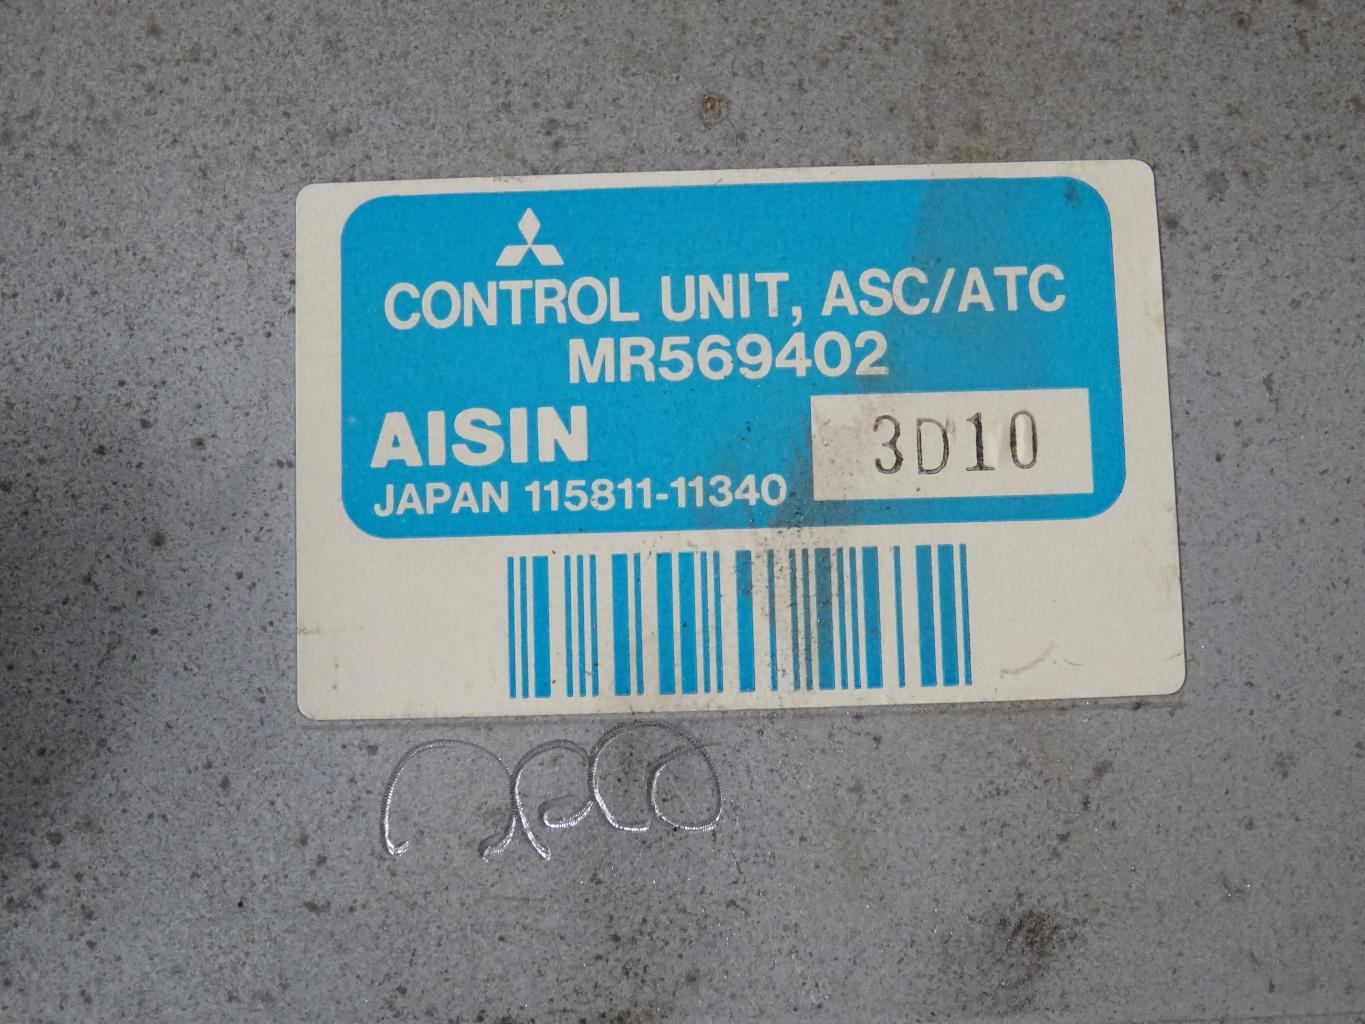 CONTROL UNIT, ASC/ATC
MR569402
AISIN
3D10
JAPAN 115811-11340